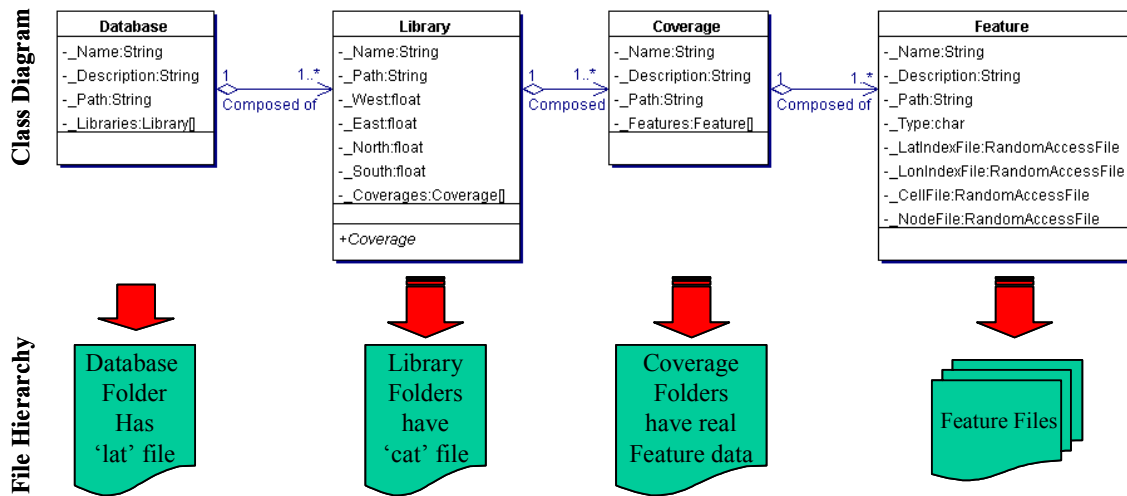 Class Diagram
Database
-_Name:String
-_Description:String
-_Path:String
-_Libraries:Library[]
1
1..*
Composed of
Library
-_Name:String
-_Path:String
-_West:float
-_East:float
-_North:float
-_South:float
-_Coverages:Coverage[]
+Coverage
1
1..*
Composed
Coverage
-_Name:String
-_Description:String
-_Path:String
-_Features:Feature[]
1
1..*
Composed of
Feature
-_Name:String
-_Description:String
-_Path:String
-_Type:char
-_LatIndexFile:RandomAccessFile
-_LonIndexFile:RandomAccessFile
-_CellFile:RandomAccessFile
-_NodeFile:RandomAccessFile
File Hierarchy
Database
Folder
Has
‘lat’ file
Library
Folders
have
‘cat’ file
Coverage
Folders
have real
Feature data
Feature Files